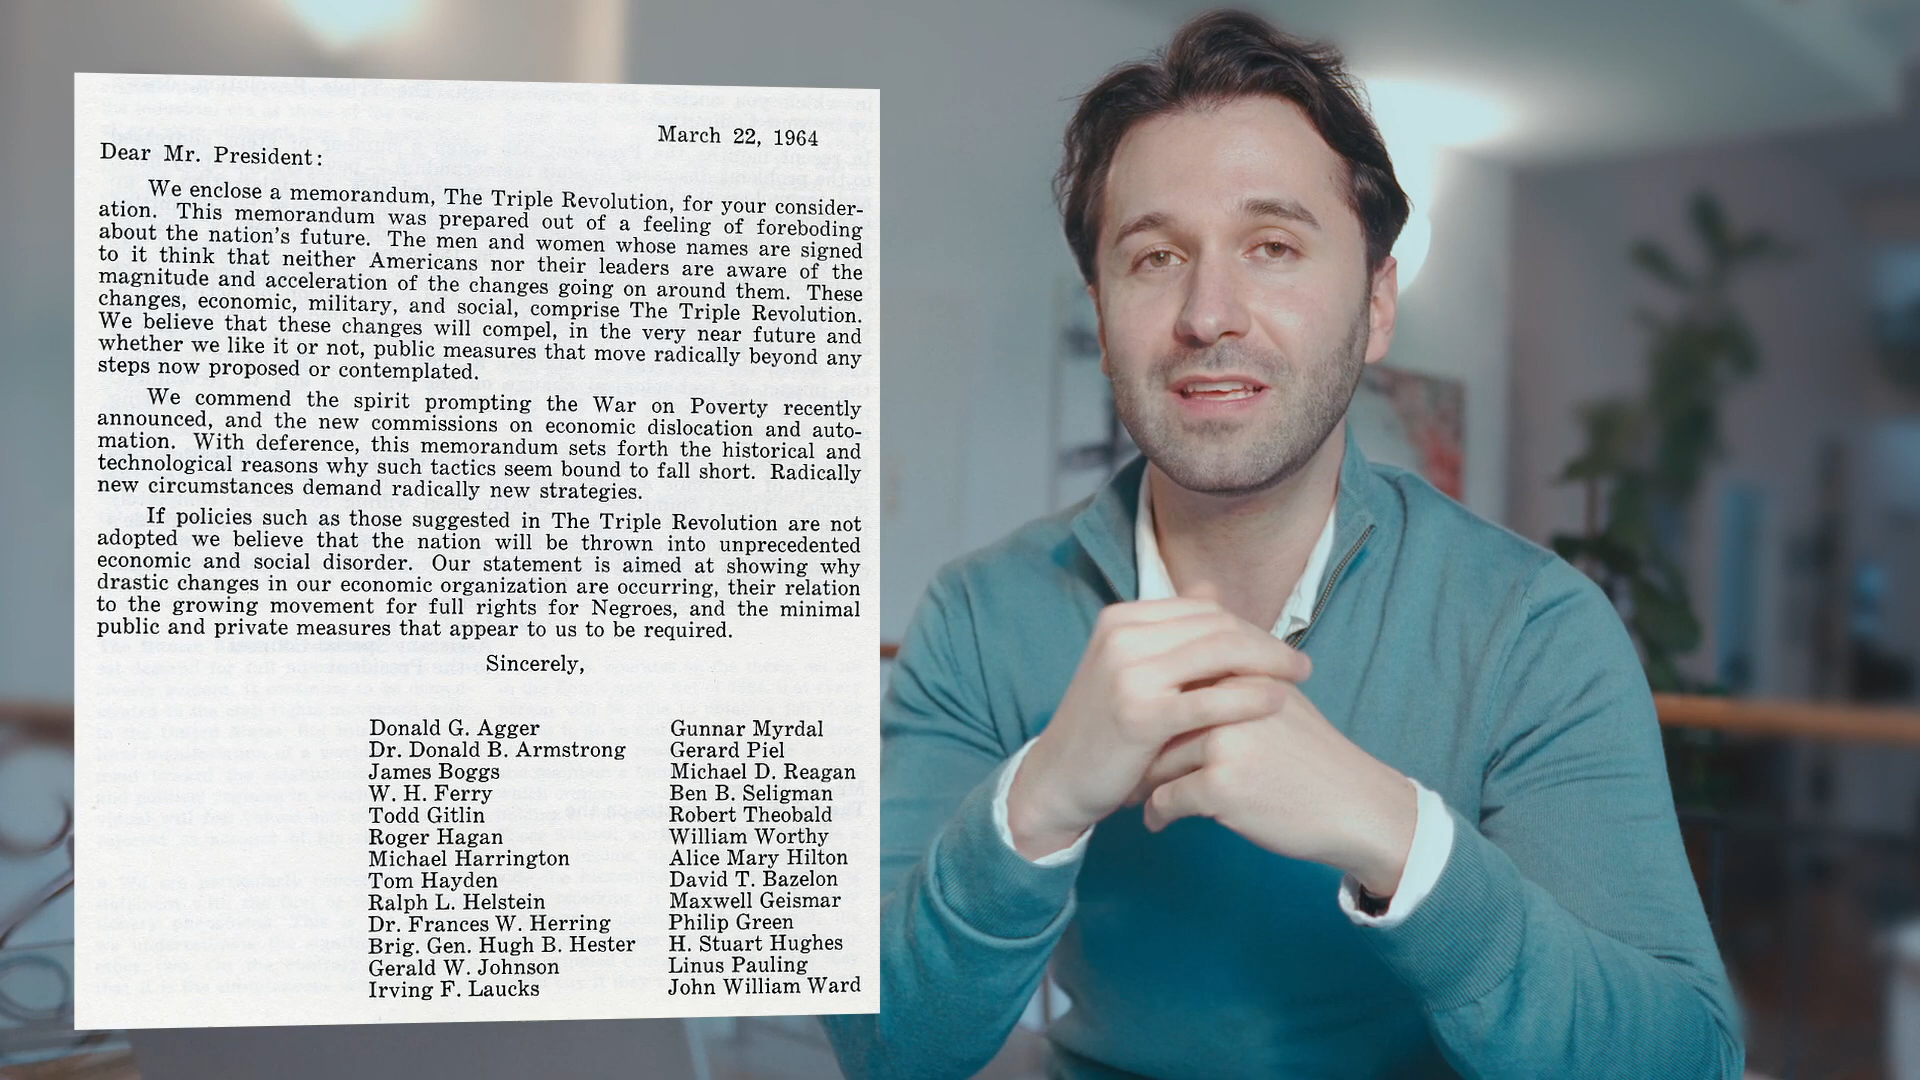 March 22, 1964
Dear Mr. President:
We enclose a memorandum, The Triple Revolution, for your consider-
ation. This memorandum was prepared out of a feeling of foreboding
about the nation's future. The men and women whose names are signed
to it think that neither Americans nor their leaders are aware of the
magnitude and acceleration of the changes going on around them. These
changes, economic, military, and social, comprise The Triple Revolution.
We believe that these changes will compel, in the very near future and
whether we like it or not, public measures that move radically beyond any
steps now proposed or contemplated.
We commend the spirit prompting the War on Poverty recently
announced, and the new commissions on economic dislocation and auto-
mation. With deference, this memorandum sets forth the historical and
technological reasons why such tactics seem bound to fall short. Radically
new circumstances demand radically new strategies.
If policies such as those suggested in The Triple Revolution are not
adopted we believe that the nation will be thrown into unprecedented
economic and social disorder. Our statement is aimed at showing why
drastic changes in our economic organization are occurring, their relation
to the growing movement for full rights for Negroes, and the minimal
public and private measures that appear to us to be required.
Sincerely,
Donald G. Agger
Dr. Donald B. Armstrong
James Boggs
W. H. Ferry
Todd Gitlin
Roger Hagan
Michael Harrington
Tom Hayden
Ralph L. Helstein
Dr. Frances W. Herring
Brig. Gen. Hugh B. Hester
Gerald W. Johnson
Irving F. Laucks
Gunnar Myrdal
Gerard Piel
Michael D. Reagan
Ben B. Seligman
Robert Theobald
William Worthy
Alice Mary Hilton
David T. Bazelon
Maxwell Geismar
Philip Green
H. Stuart Hughes
Linus Pauling
John William Ward